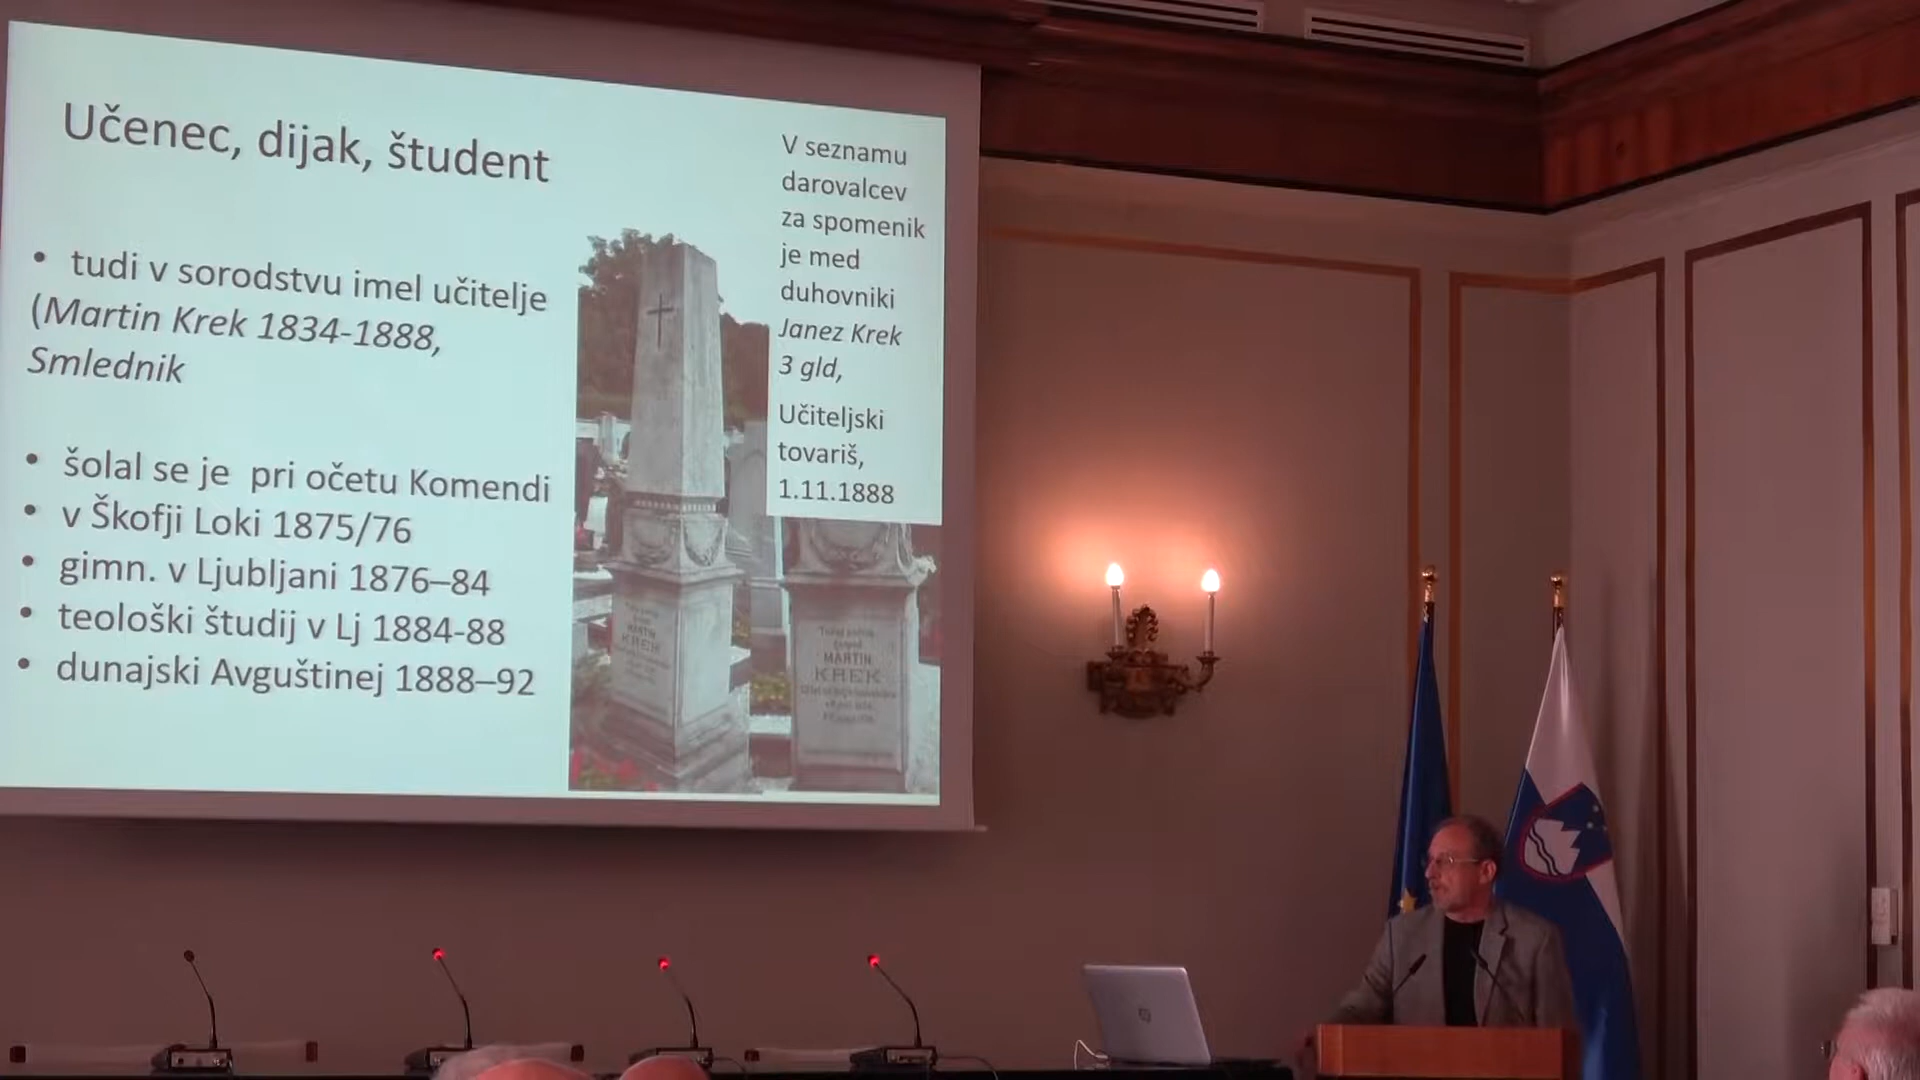 Učenec, dijak, študent
• tudi v sorodstvu imel učitelje
(Martin Krek 1834-1888,
Smlednik
• šolal se je pri očetu Komendi
• v Škofji Loki 1875/76
• gimn. v Ljubljani 1876–84
• teološki študij v Lj 1884-88
• dunajski Avguštinej 1888–92
V seznamu
darovalcev
za spomenik
je med
duhovniki
Janez Krek
3 gld,
Učiteljski
tovariš,
1.11.1888
MARTIN
KREK
MARTIN
KREK